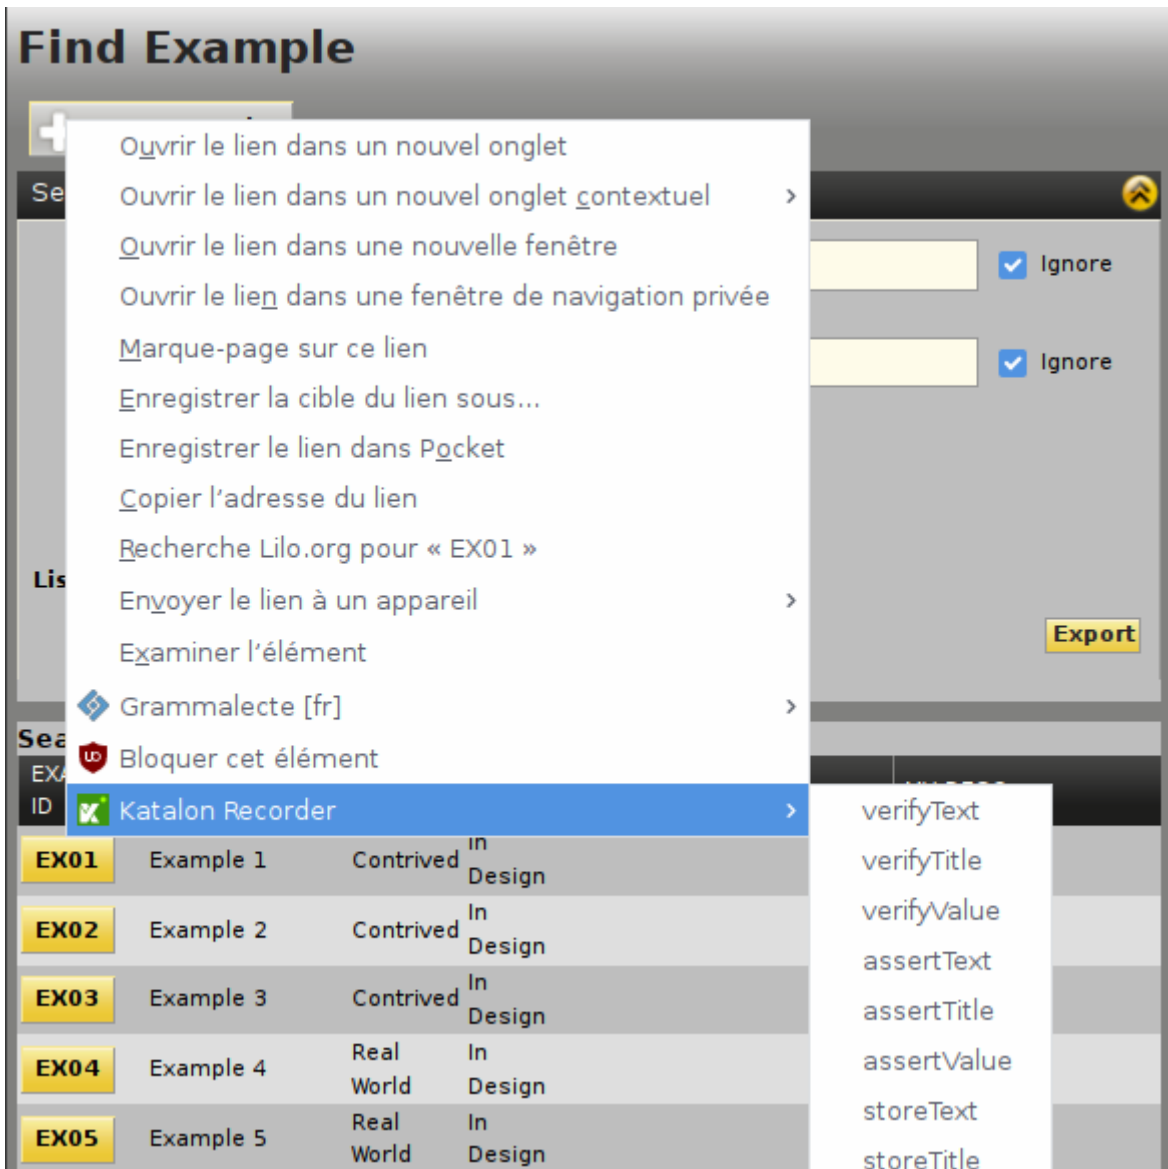 Find Example
Ouvrir le lien dans un nouvel onglet
Ouvrir le lien dans un nouvel onglet contextuel
Ouvrir le lien dans une nouvelle fenêtre
Ignore
Ouvrir le lien dans une fenêtre de navigation privée
Marque-page sur ce lien
Ignore
Enregistrer la cible du lien sous...
Enregistrer le lien dans Pocket
Copier l’adresse du lien
Recherche Lilo.org pour « EX01 »
Envoyer le lien à un appareil
Export
Examiner l’élément
Grammalecte [fr]
Bloquer cet élément
ID
Katalon Recorder
verifyText
verifyTitle
verifyValue
assertText
assertTitle
assertValue
storeText
storeTitle
EX01 Example 1 Contrived In Design
EX02 Example 2 Contrived In Design
EX03 Example 3 Contrived In Design
EX04 Example 4 Real World In Design
EX05 Example 5 Real World In Design